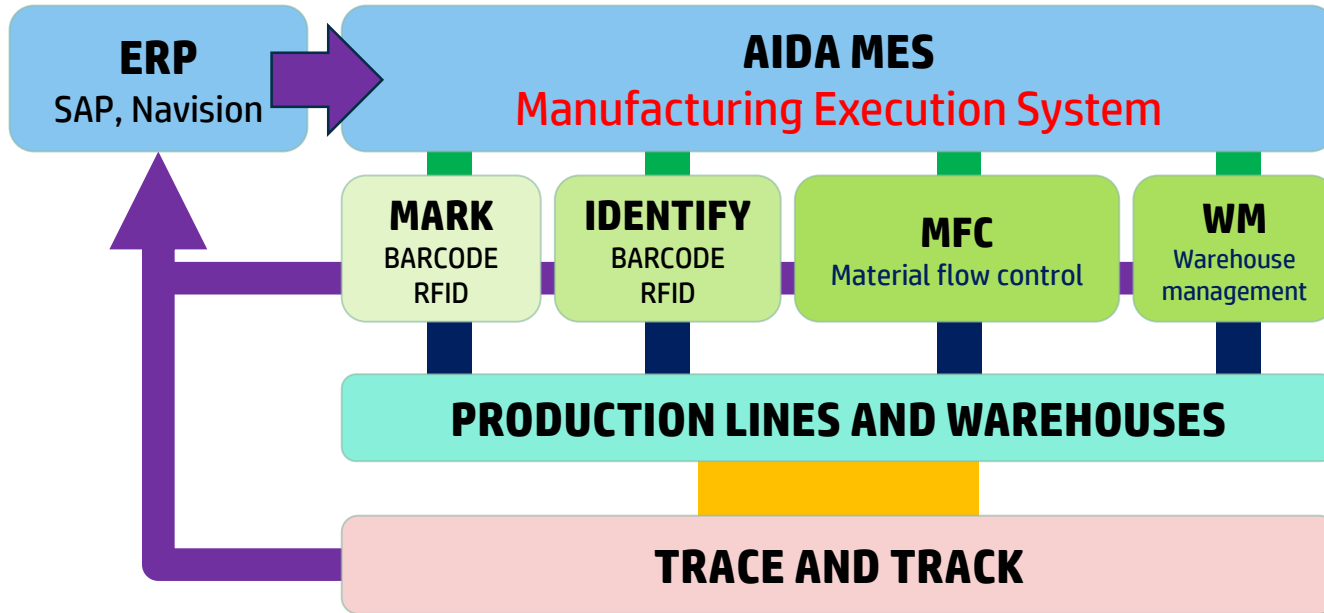 ERP
SAP, Navision
AIDA MES
Manufacturing Execution System
MARK
BARCODE
RFID
IDENTIFY
BARCODE
RFID
MFC
Material flow control
WM
Warehouse
management
PRODUCTION LINES AND WAREHOUSES
TRACE AND TRACK